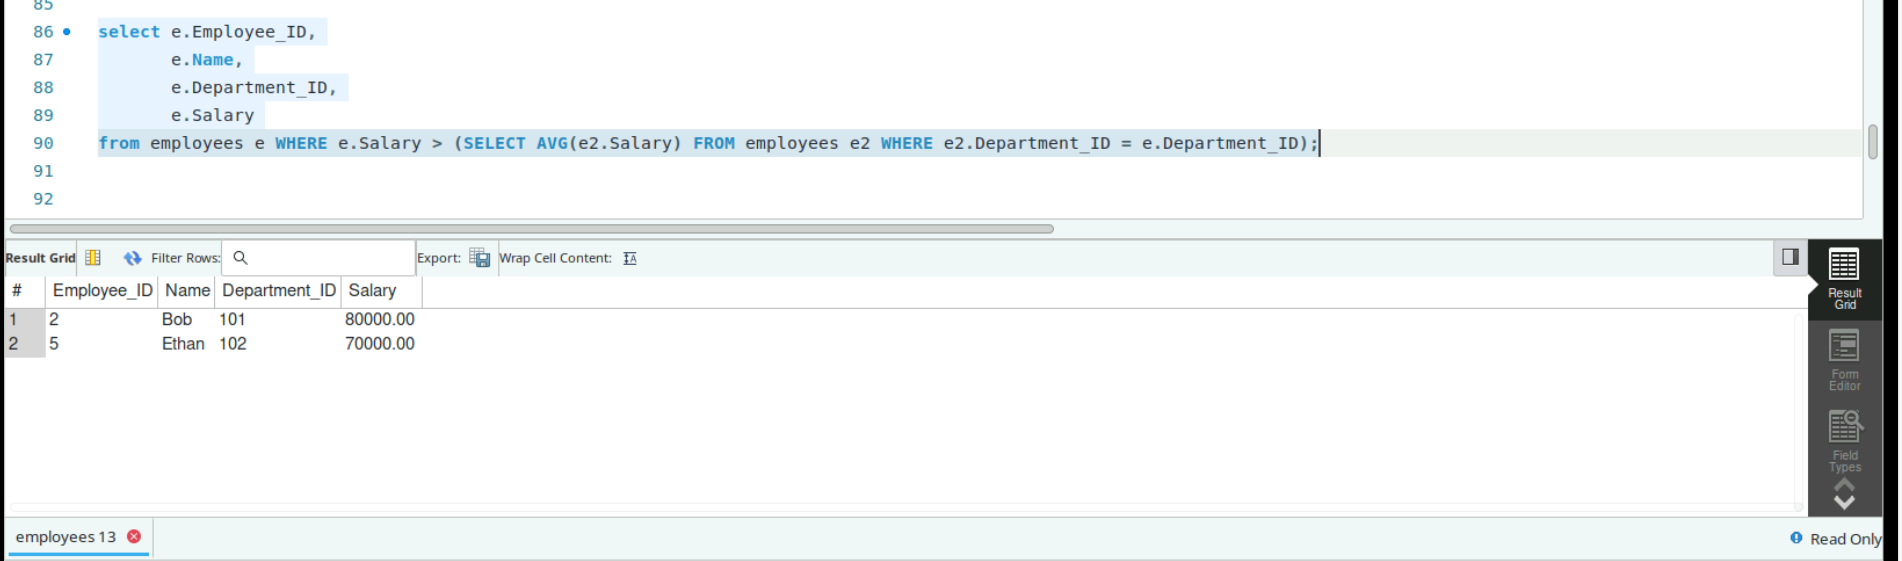 85
86 select e.Employee_ID,
87 e.Name,
88 e.Department_ID,
89 e.Salary
90 from employees e WHERE e.Salary > (SELECT AVG(e2.Salary) FROM employees e2 WHERE e2.Department_ID = e.Department_ID);
91
92
Result Grid Filter Rows: Export: Wrap Cell Content:
# Employee_ID Name Department_ID Salary
1 2 Bob 101 80000.00
2 5 Ethan 102 70000.00
Result
Grid
Form
Editor
Field
Types
employees 13 Read Only